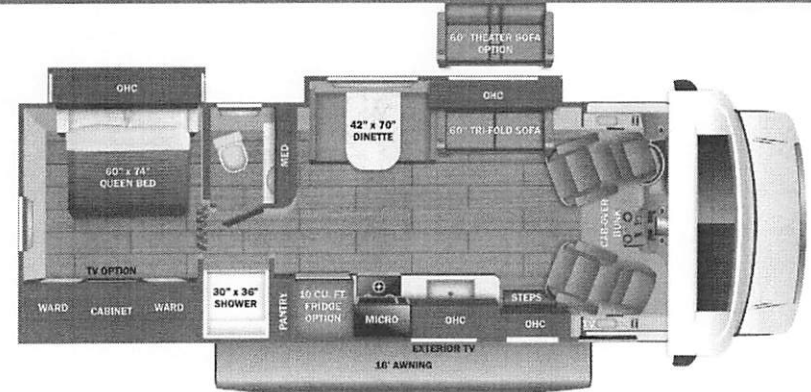 60" THEATER SOFA
OPTION
OHC
OHC
42" x 70"
DINETTE
60" TRI-FOLD SOFA
MED
60" x 74"
QUEEN BED
CAB-OVER
BUNK
TV OPTION
WARD
CABINET
WARD
30" x 36"
SHOWER
PANTRY
10 CU. FT.
FRIDGE
OPTION
MICRO
OHC
STEPS
OHC
EXTERIOR TV
16' AWNING